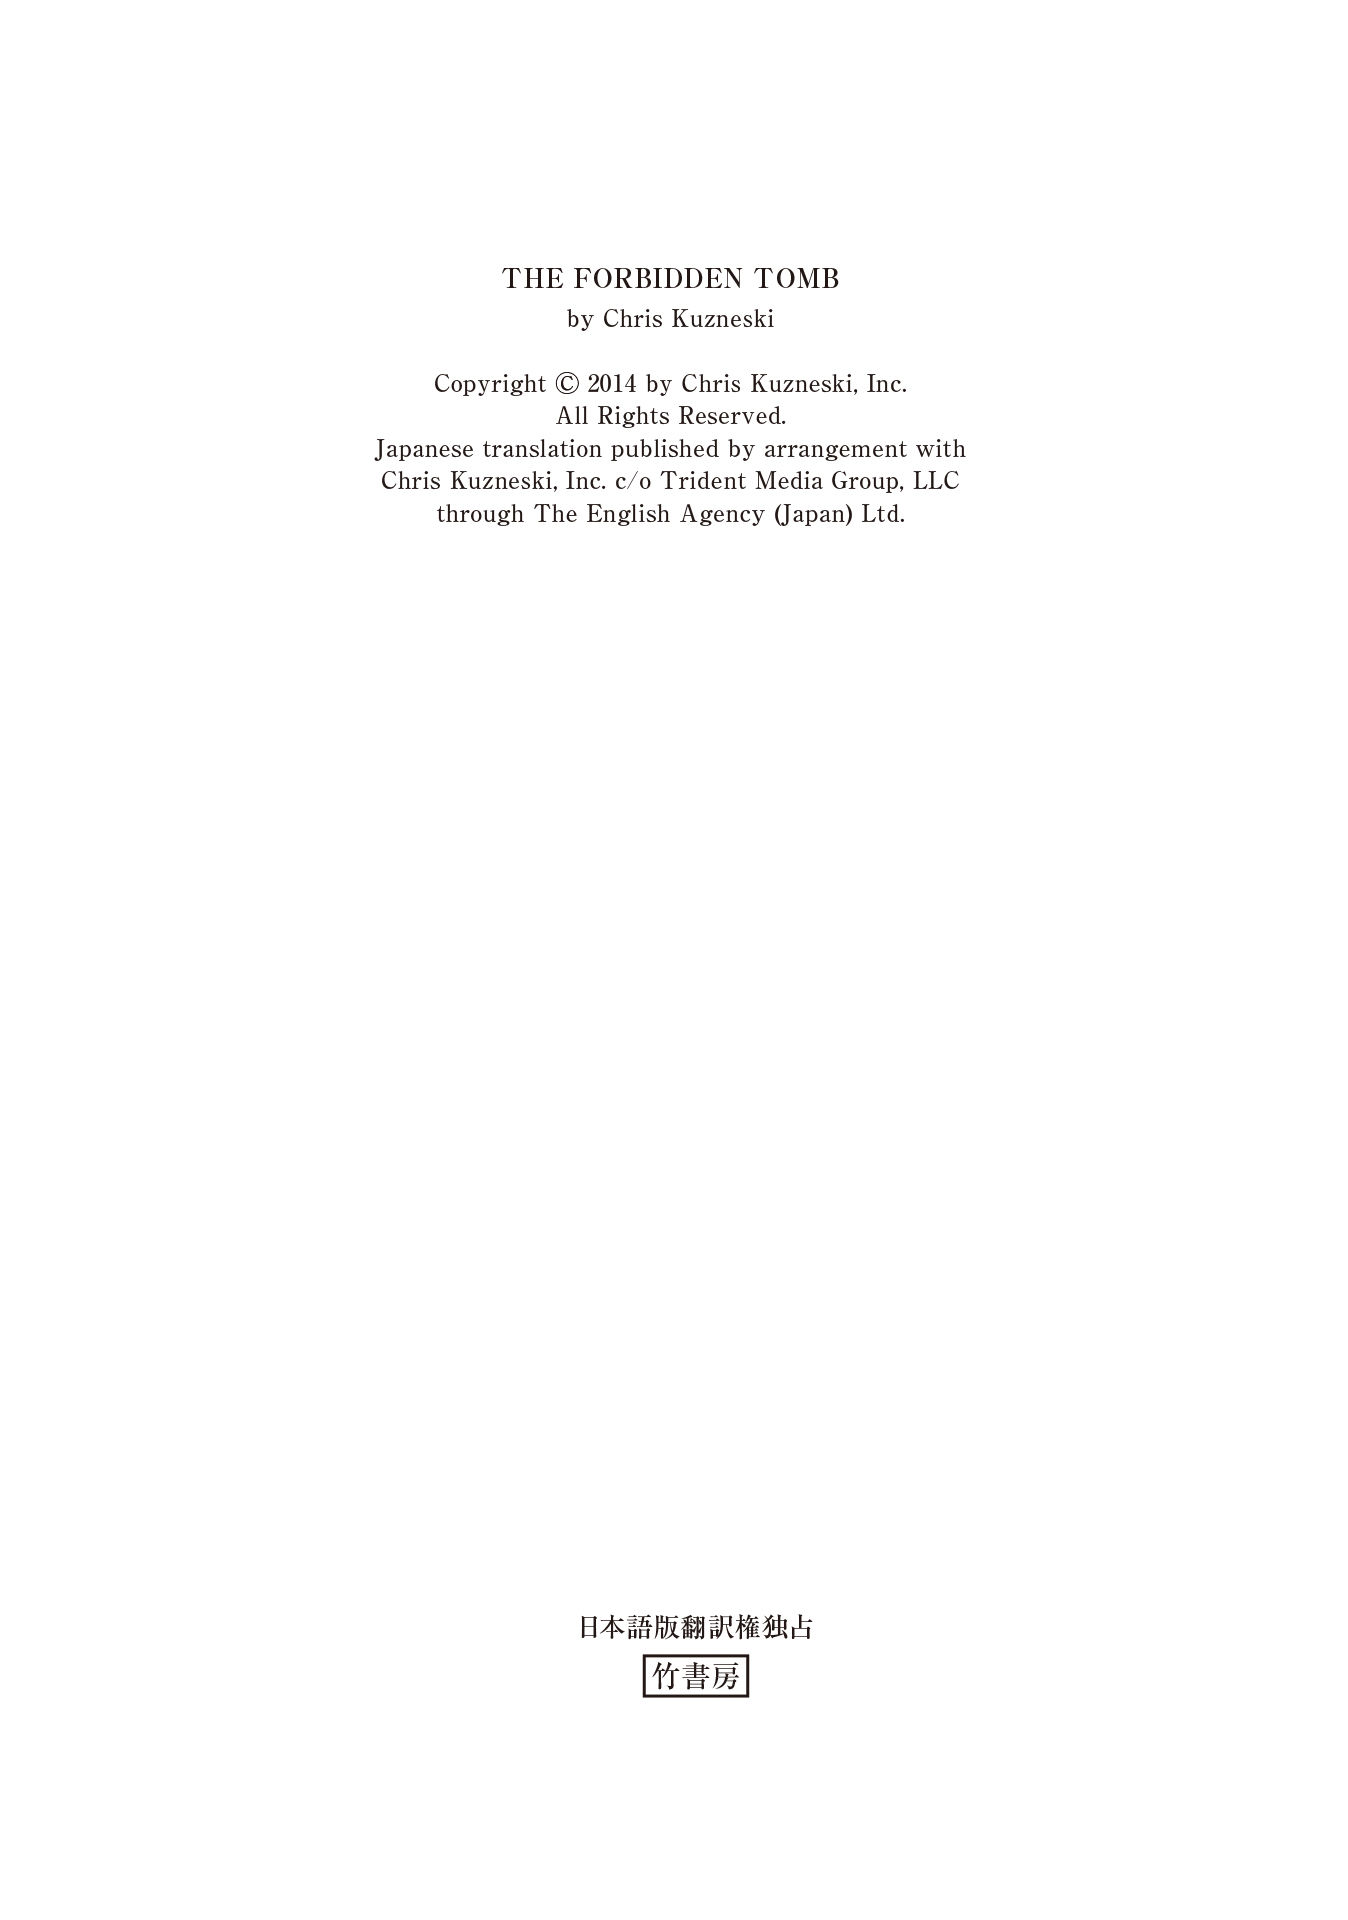 THE FORBIDDEN TOMB
by Chris Kuzneski
Copyright © 2014 by Chris Kuzneski, Inc.
All Rights Reserved.
Japanese translation published by arrangement with
Chris Kuzneski, Inc. c/o Trident Media Group, LLC
through The English Agency (Japan) Ltd.
日本語版翻訳権独占
竹書房